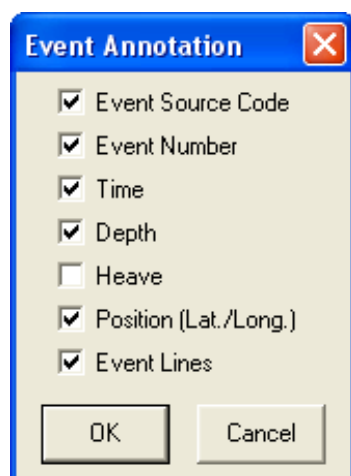 Event Annotation
Event Source Code
Event Number
Time
Depth
Heave
Position (Lat./Long.)
Event Lines
OK
Cancel